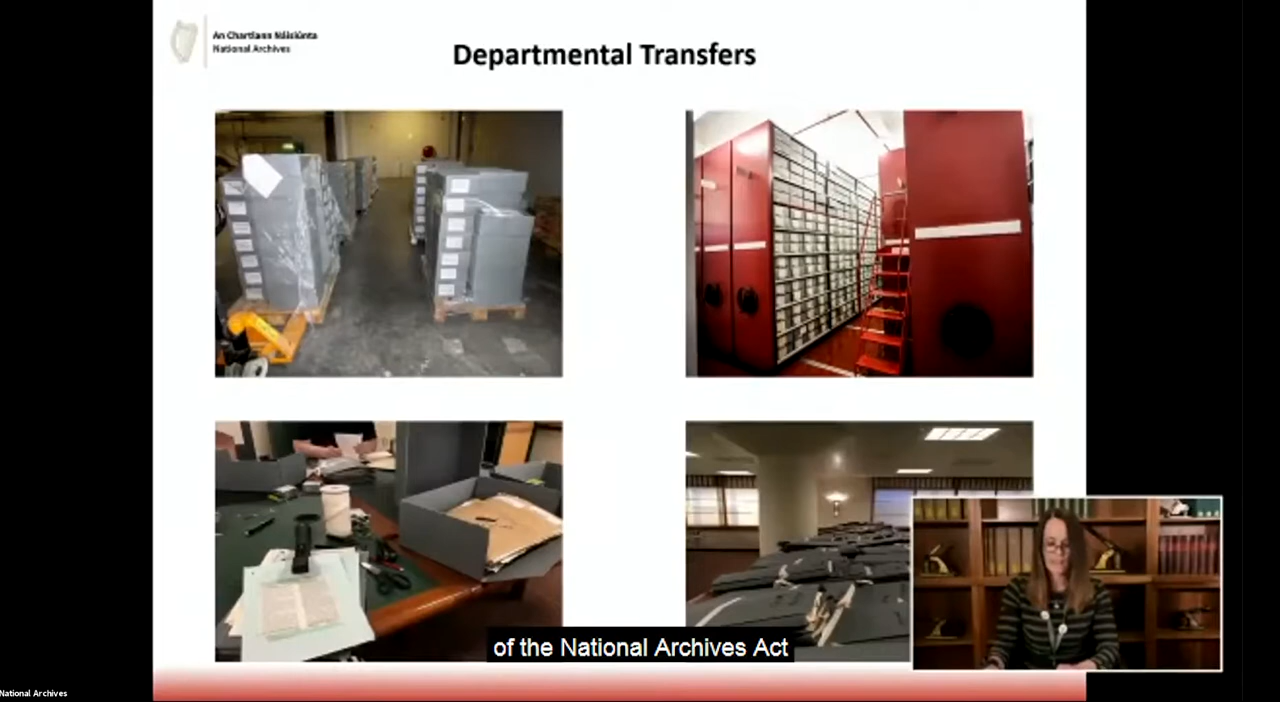 An Chartlann Náisiúnta
National Archives
Departmental Transfers
of the National Archives Act
National Archives